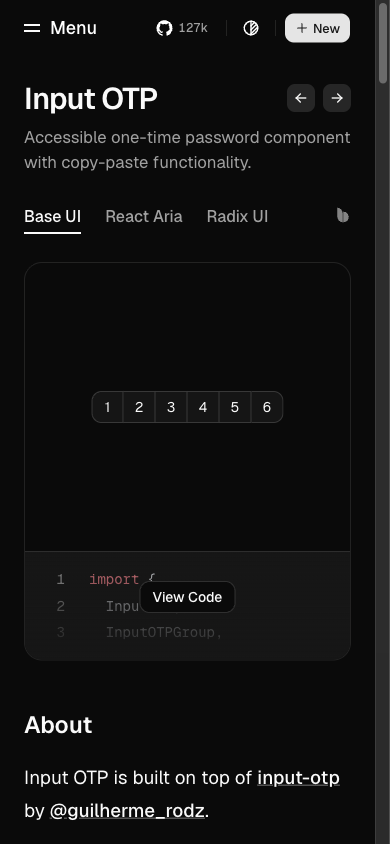 Menu
127k
+ New
Input OTP
Accessible one-time password component
with copy-paste functionality.
Base UI
React Aria
Radix UI
1 2 3 4 5 6
1 import {
View Code
2 Inpu
3 InputOTPGroup,
About
Input OTP is built on top of input-otp
by @guilherme_rodz.